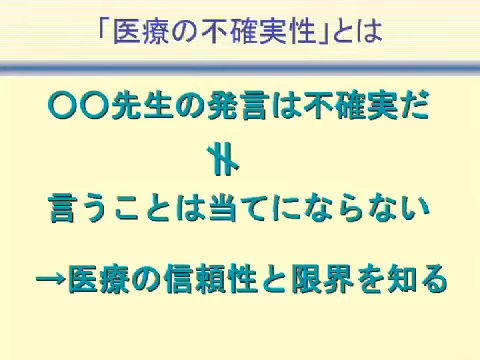 「医療の不確実性」とは
〇〇先生の発言は不確実だ
≠
言うことは当てにならない
→医療の信頼性と限界を知る